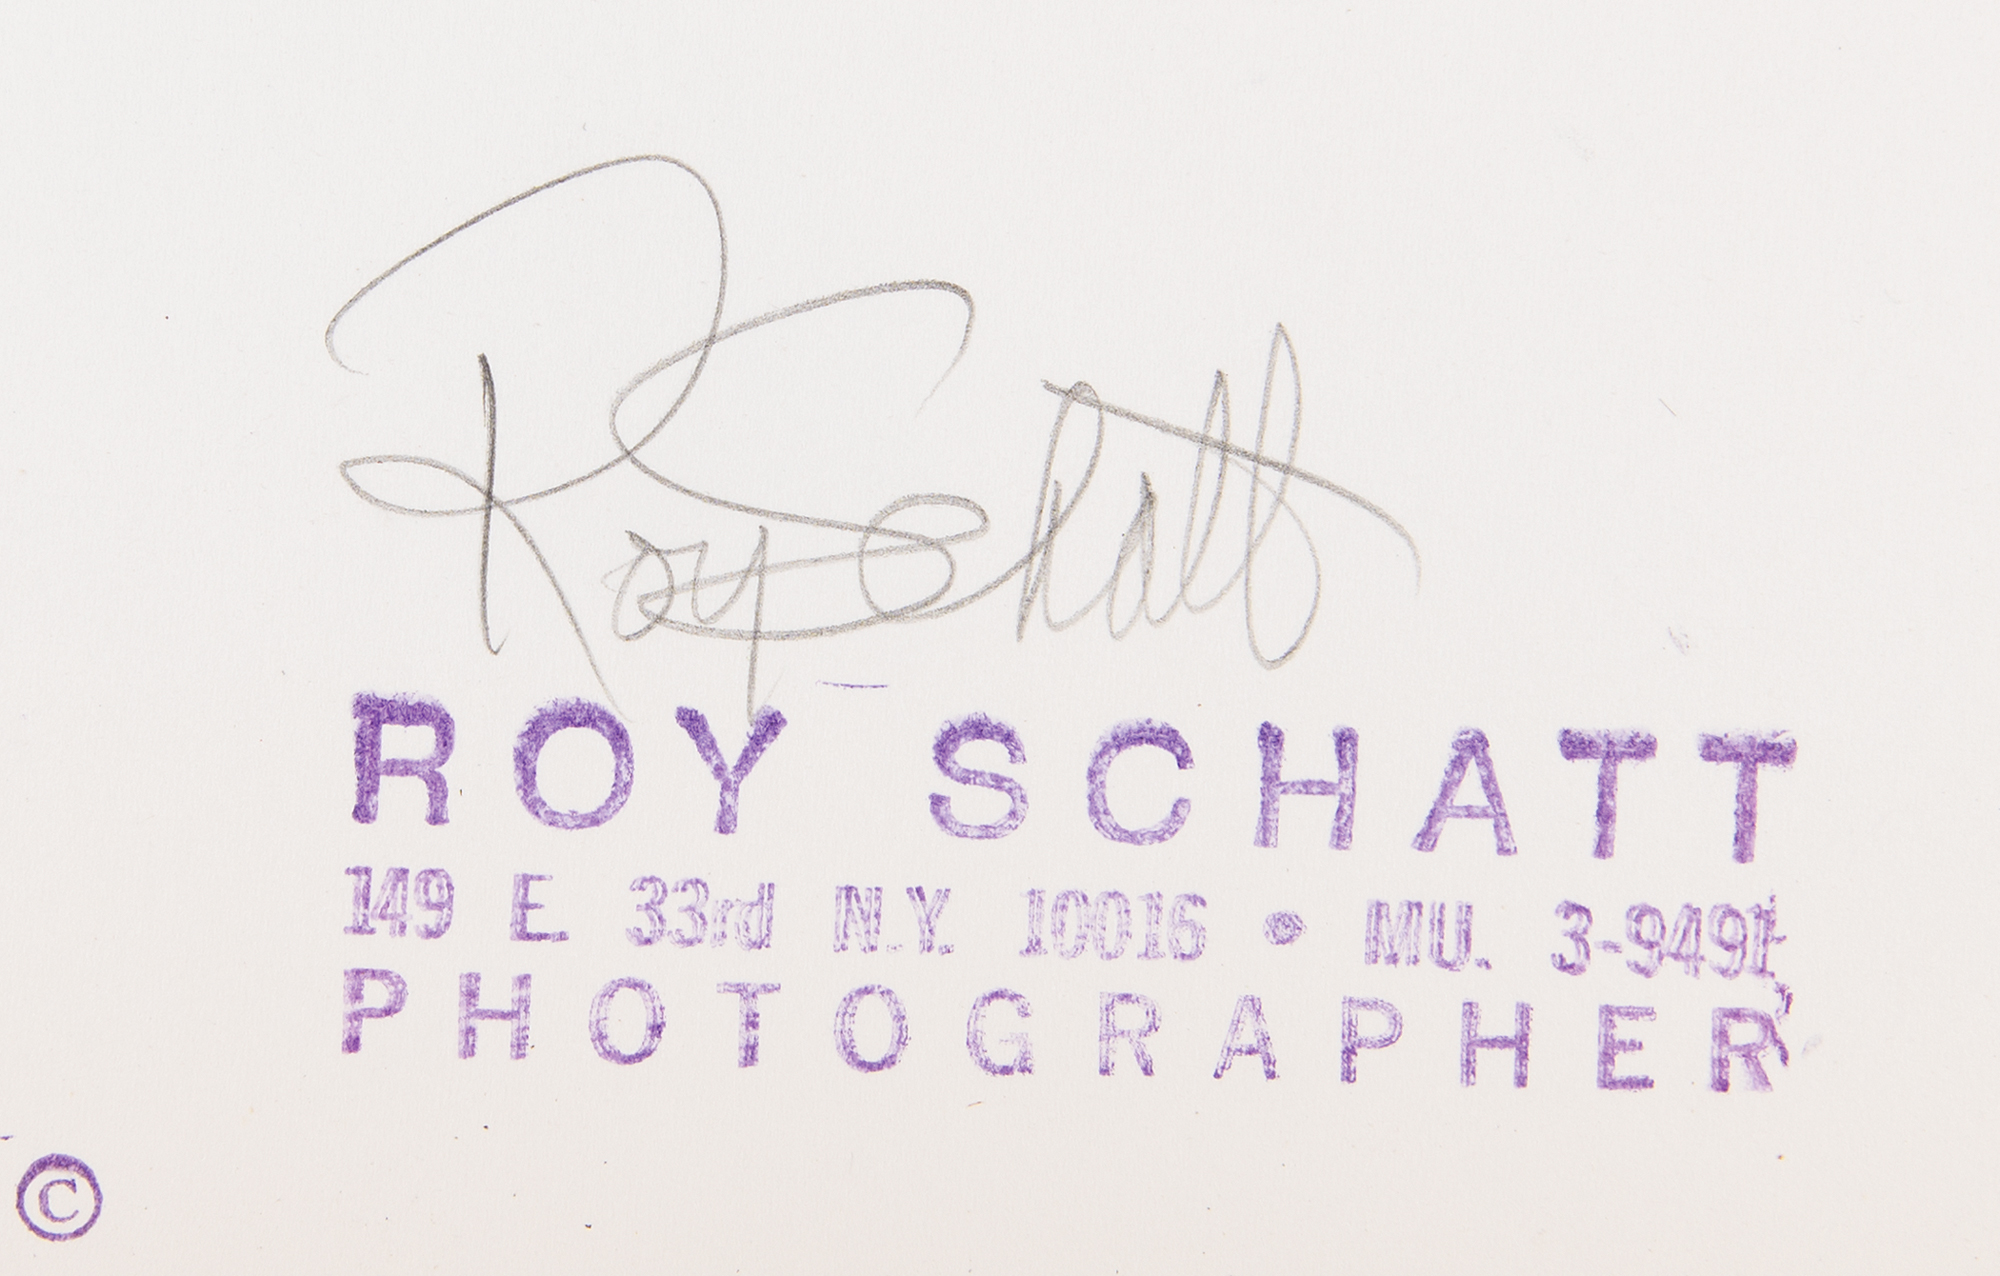 Roy Schatt
ROY SCHATT
149 E 33rd N.Y. 10016 • MU. 3-9491
PHOTOGRAPHER
©